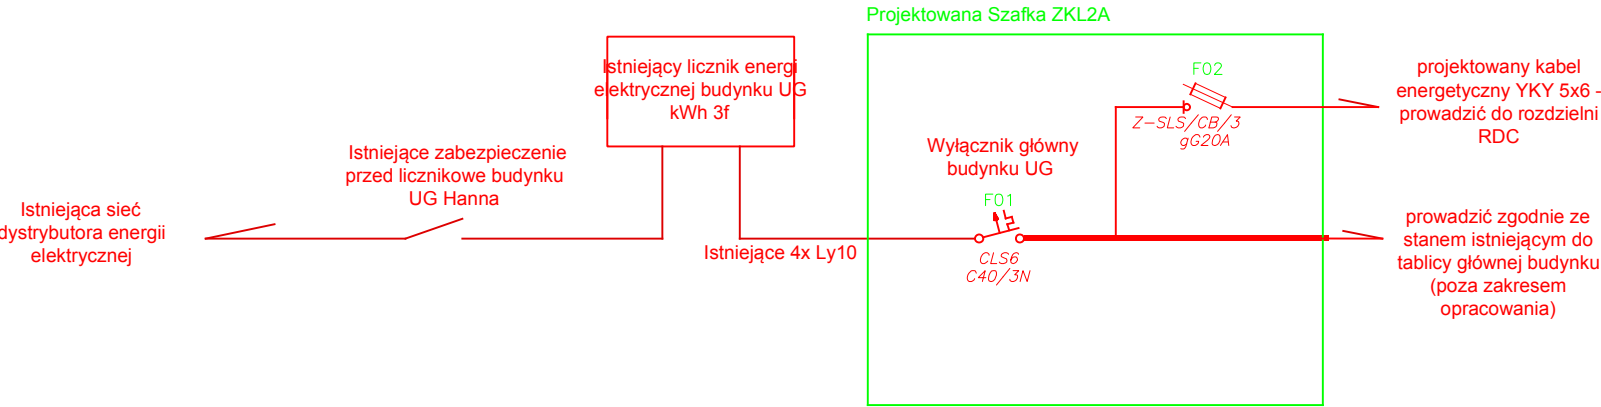 Projektowana Szafka ZKL2A
Istniejący licznik energi
elektrycznej budynku UG
kWh 3f
F02
Z-SLS/CB/3
gG20A
projektowany kabel
energetyczny YKY 5x6 -
prowadzić do rozdzielni
RDC
Istniejące zabezpieczenie
przed licznikowe budynku
UG Hanna
Wyłącznik główny
budynku UG
F01
CLS6
C40/3N
Istniejąca sieć
dystrybutora energii
elektrycznej
Istniejące 4x Ly10
prowadzić zgodnie ze
stanem istniejącym do
tablicy głównej budynku
(poza zakresem
opracowania)